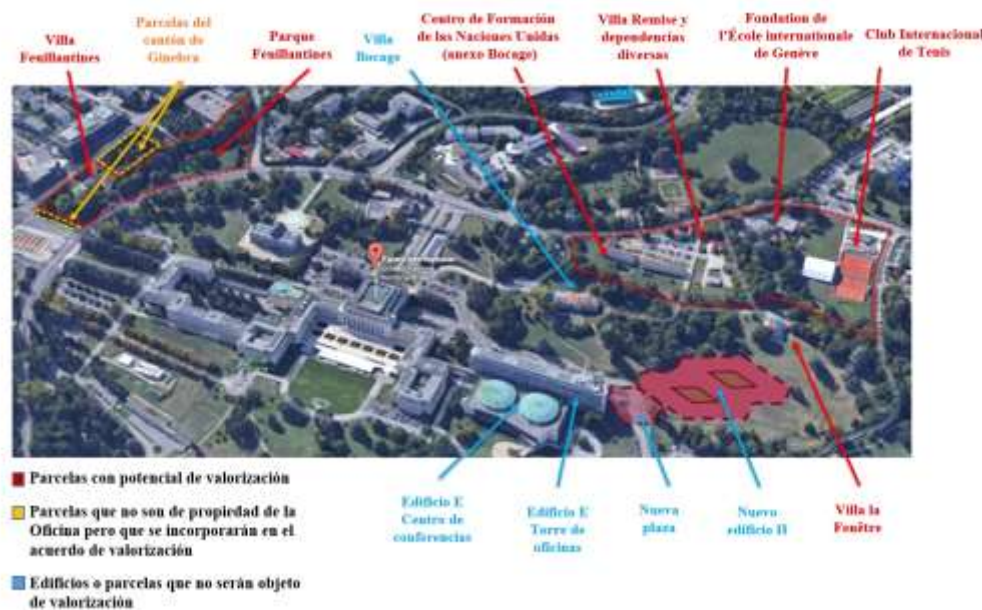 Villa
Feuillantines
Parcelas del
cantón de
Ginebra
Parque
Feuillantines
Villa
Bocage
Centro de Formación
de las Naciones Unidas
(anexo Bocage)
Villa Remise y
dependencias
diversas
Fondation de
l'École internationale
de Genève
Club Internacional
de Tenis
Edificio E
Centro de
conferencias
Edificio E
Torre de
oficinas
Nueva
plaza
Nuevo
edificio H
Villa la
Fenêtre
Parcelas con potencial de valorización
Parcelas que no son de propiedad de la
Oficina pero que se incorporarán en el
acuerdo de valorización
Edificios o parcelas que no serán objeto
de valorización